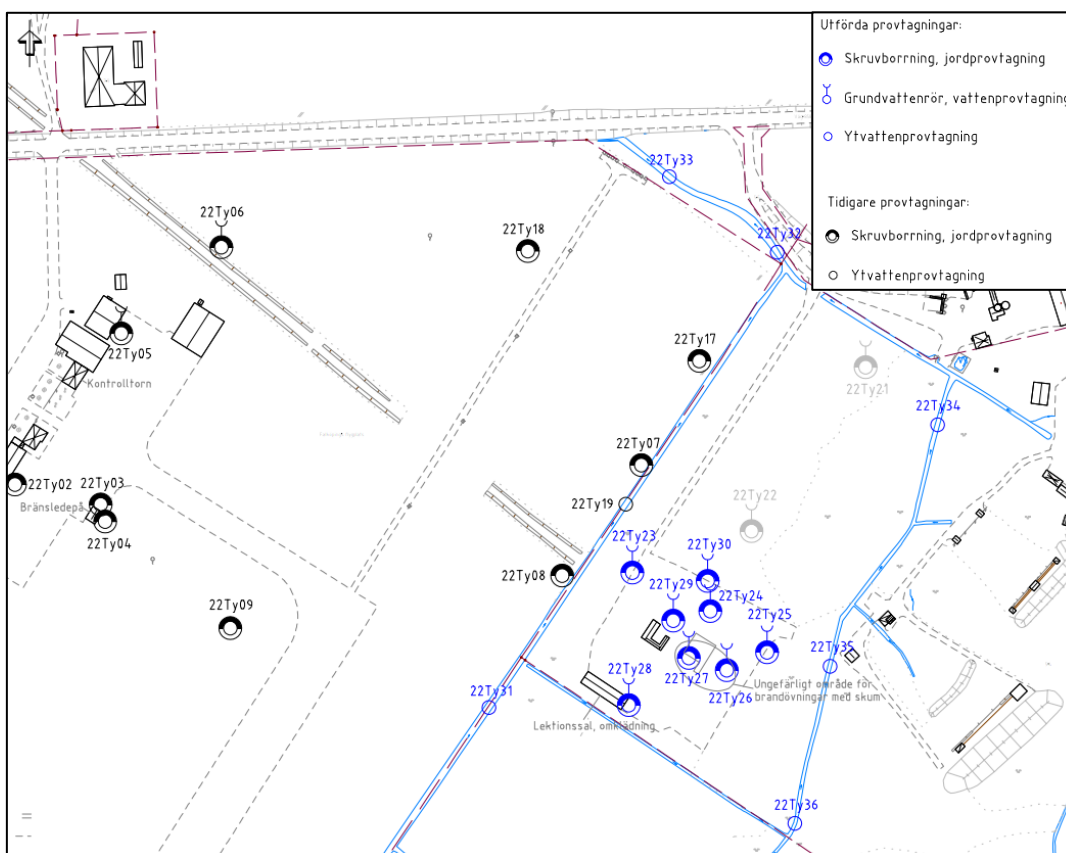 Utförda provtagningar:
Skruvborrning, jordprovtagning
Grundvattenrör, vattenprovtagning
Ytvattenprovtagning
Tidigare provtagningar:
Skruvborrning, jordprovtagning
Ytvattenprovtagning
22Ty33
22Ty06
22Ty18
22Ty32
22Ty05
22Ty17
Kontrolltorn
22Ty21
22Ty34
22Ty07
22Ty02
22Ty03
Bränsledepå
22Ty19
22Ty22
22Ty04
22Ty23
22Ty30
22Ty08
22Ty29
22Ty24
22Ty09
22Ty25
22Ty28
22Ty27
22Ty35
22Ty26
Ungefärligt område för
brandövningar med skum
22Ty31
Lektionssal, omklädning
22Ty36